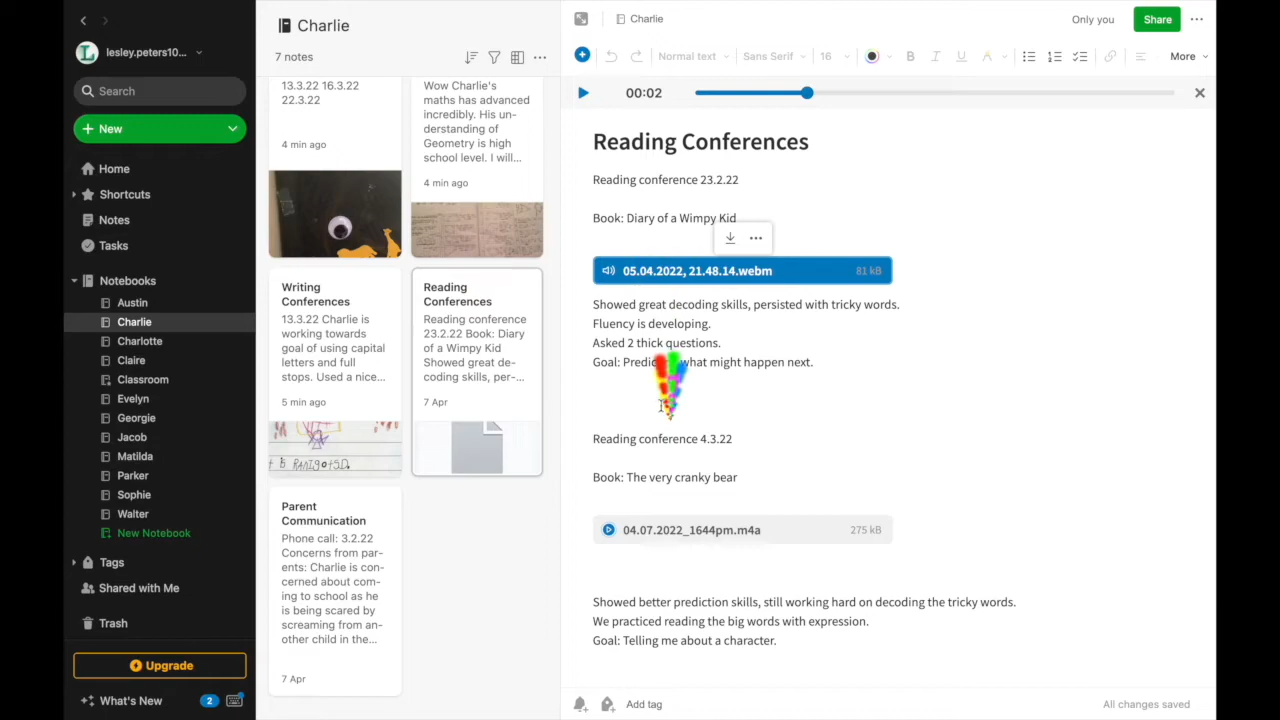 lesley.peters10...
Search
New
Home
Shortcuts
Notes
Tasks
Notebooks
Austin
Charlie
Charlotte
Claire
Classroom
Evelyn
Georgie
Jacob
Matilda
Parker
Sophie
Walter
New Notebook
Tags
Shared with Me
Trash
Upgrade
What's New
2
Charlie
7 notes
13.3.22 16.3.22
22.3.22
4 min ago
Wow Charlie's
maths has advanced
incredibly. His un-
derstanding of
Geometry is high
school level. I will...
4 min ago
Writing
Conferences
13.3.22 Charlie is
working towards
goal of using capital
letters and full
stops. Used a nice...
5 min ago
Reading
Conferences
Reading conference
23.2.22 Book: Diary
of a Wimpy Kid
Showed great de-
coding skills, per-...
7 Apr
Parent
Communication
Phone call: 3.2.22
Concerns from par-
ents: Charlie is con-
cerned about com-
ing to school as he
is being scared by
screaming from an-
other child in the...
7 Apr
Charlie
Only you
Share
Normal text
Sans Serif
16
B
I
U
A
More
00:02
Reading Conferences
Reading conference 23.2.22
Book: Diary of a Wimpy Kid
05.04.2022, 21.48.14.webm
81 kB
Showed great decoding skills, persisted with tricky words.
Fluency is developing.
Asked 2 thick questions.
Goal: what might happen next.
Reading conference 4.3.22
Book: The very cranky bear
04.07.2022_1644pm.m4a
275 kB
Showed better prediction skills, still working hard on decoding the tricky words.
We practiced reading the big words with expression.
Goal: Telling me about a character.
Add tag
All changes saved